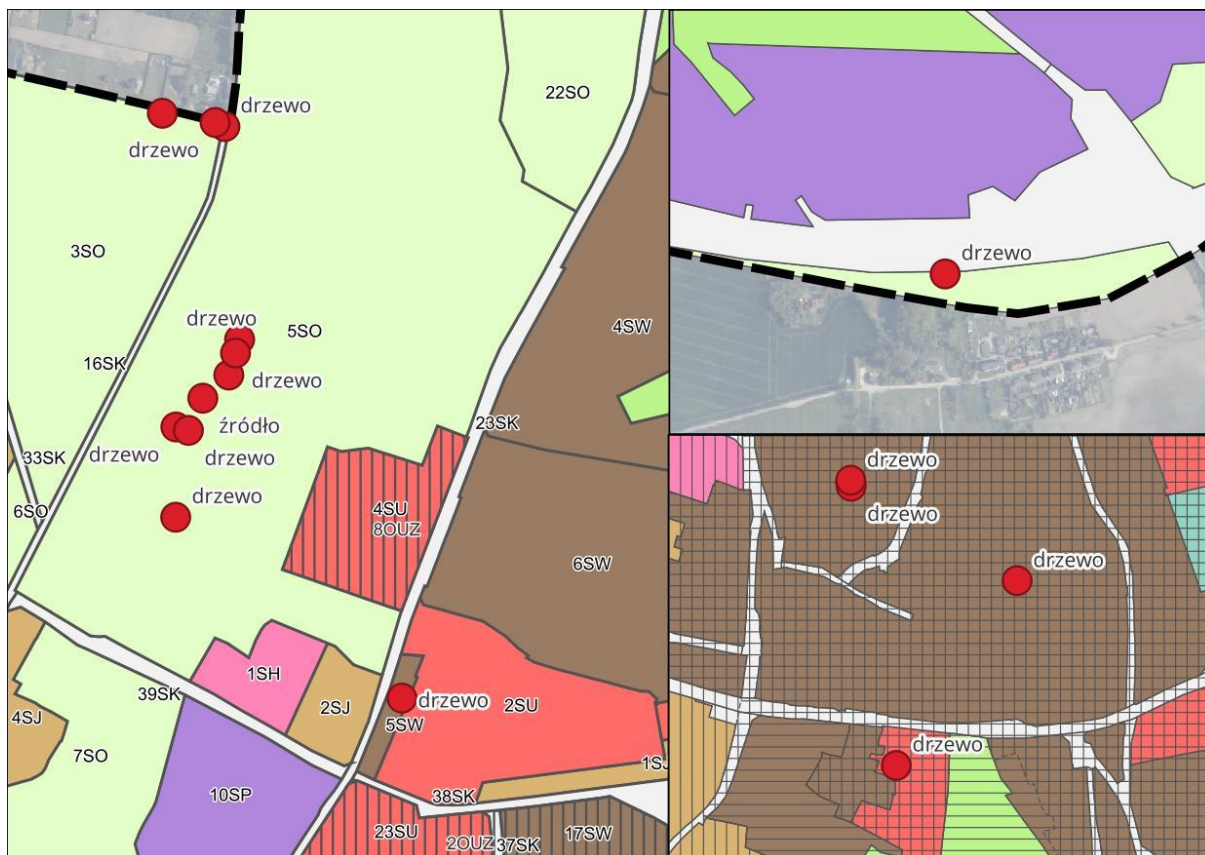 drzewo
22SO
drzewo
3SO
drzewo
5SO
4SW
16SK
drzewo
źródło
23SK
drzewo
drzewo
33SK
drzewo
4SU
6SO
8OUZ
6SW
1SH
39SK
2SJ
drzewo
2SU
4SJ
5SW
7SO
1SJ
10SP
38SK
23SU
2OUZ
37SK
17SW
drzewo
drzewo
drzewo
drzewo
drzewo